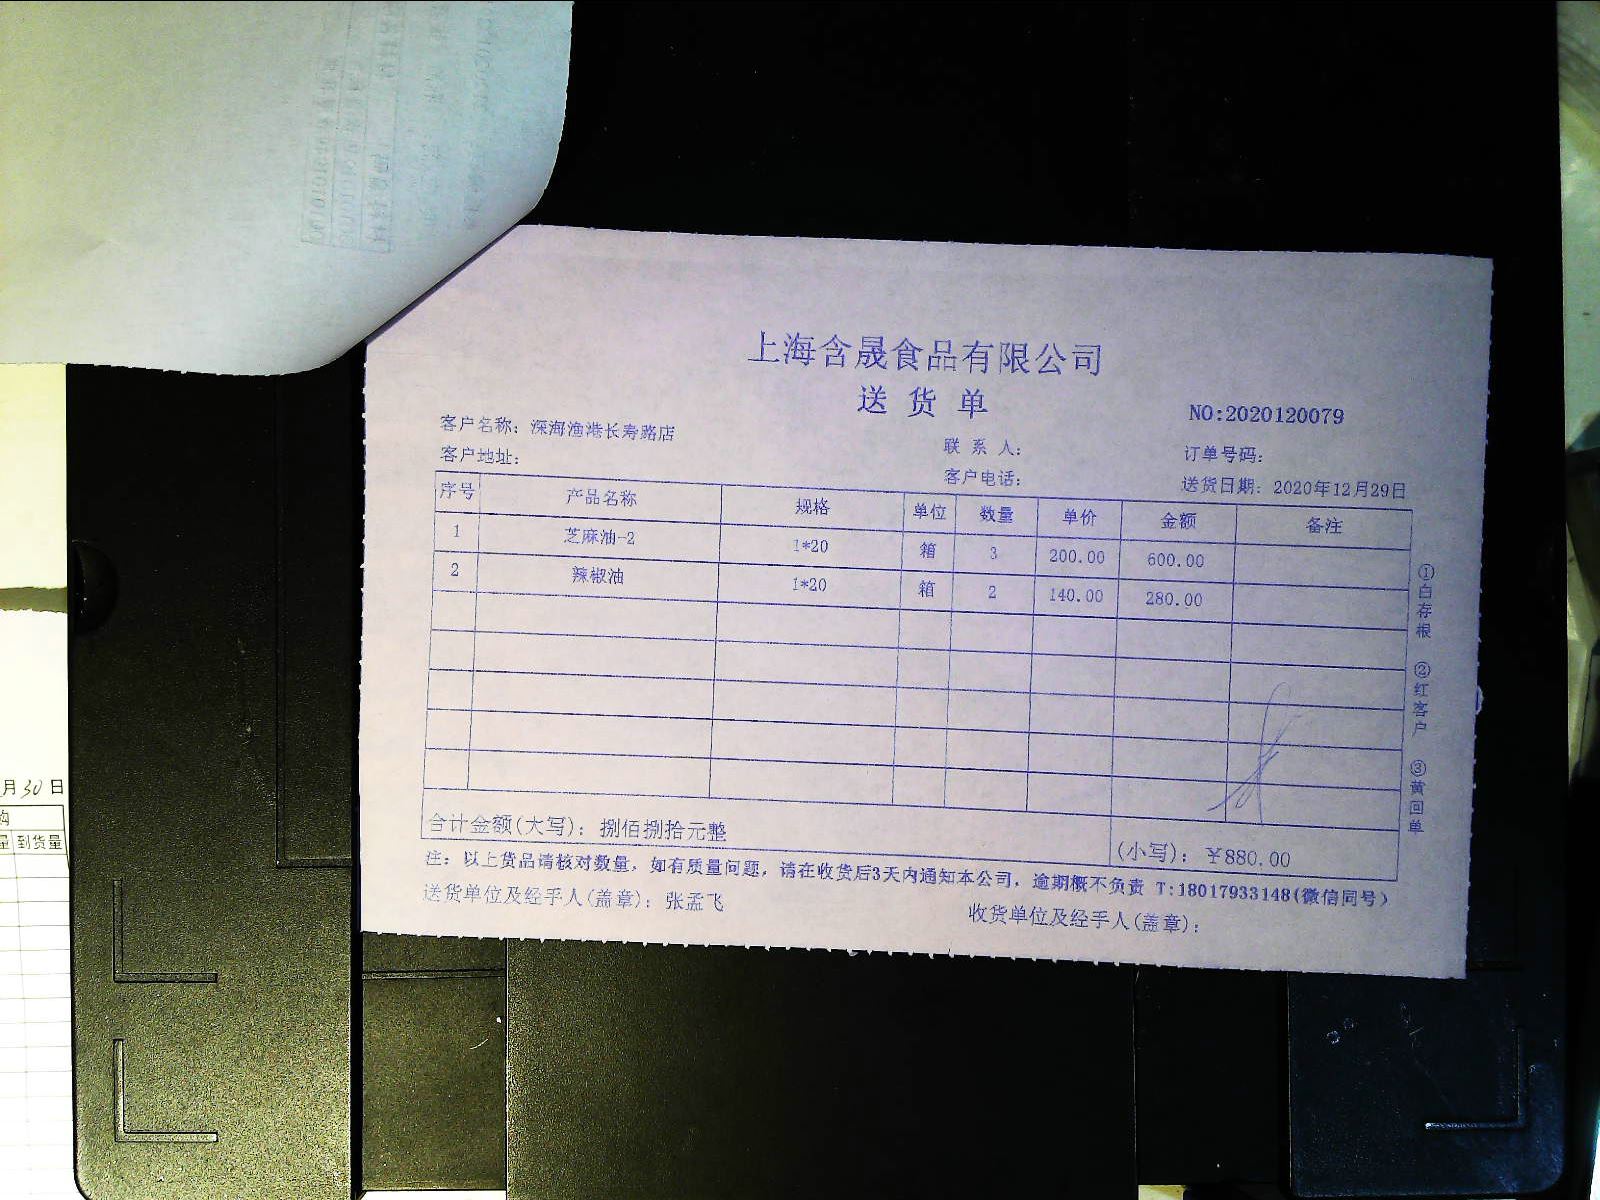 上海含晟食品有限公司
送货单
NO:2020120079
客户名称：深海渔港长寿路店
联系人：
订单号码：
客户地址：
客户电话：
送货日期：2020年12月29日
序号 产品名称 规格 单位 数量 单价 金额 备注
1 芝麻油-2 1*20 箱 3 200.00 600.00
2 辣椒油 1*20 箱 2 140.00 280.00
①白存根 ②红客户 ③黄回单
合计金额(大写)：捌佰捌拾元整 (小写)：￥880.00
注：以上货品请核对数量，如有质量问题，请在收货后3天内通知本公司，逾期概不负责 T:18017933148(微信同号)
送货单位及经手人(盖章)：张孟飞
收货单位及经手人(盖章)：
月30日
购
量 到货量